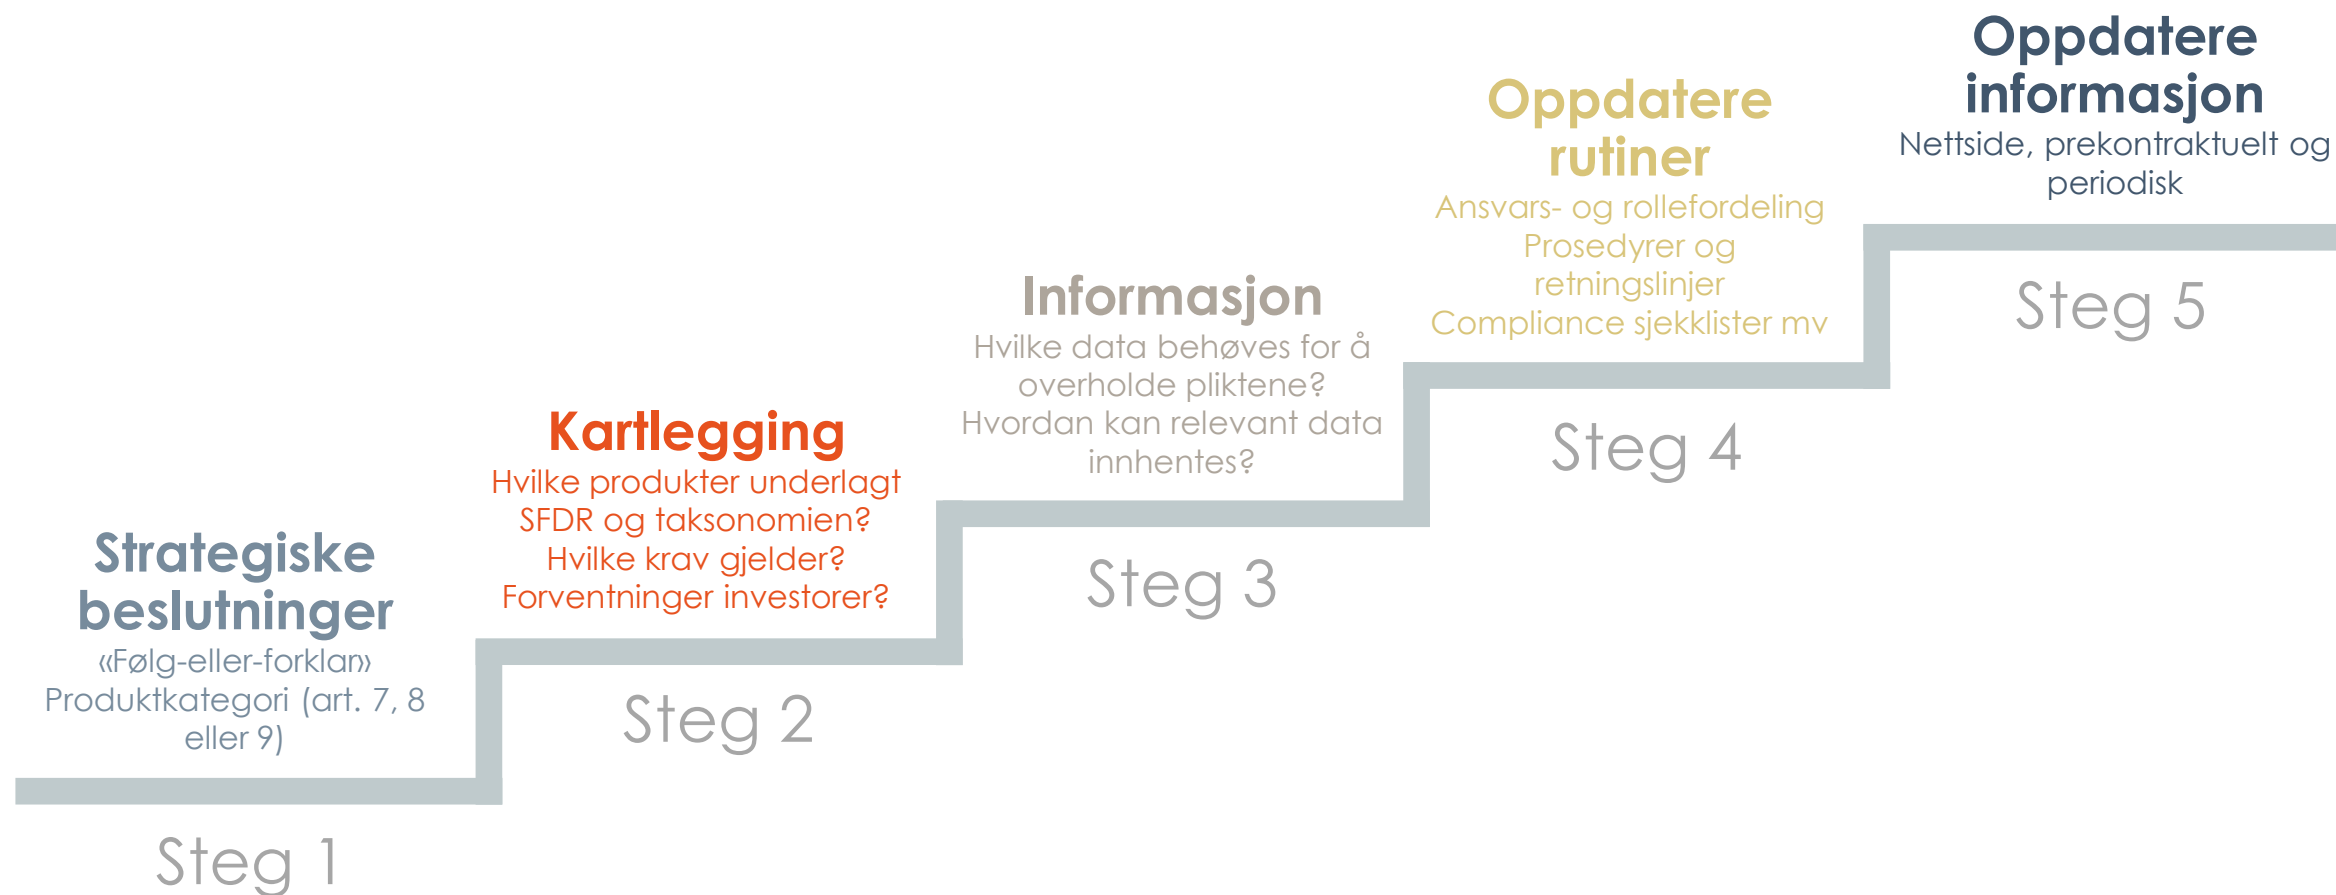 Strategiske
beslutninger
«Følg-eller-forklar»
Produktkategori (art. 7, 8
eller 9)
Steg 1
Kartlegging
Hvilke produkter underlagt
SFDR og taksonomien?
Hvilke krav gjelder?
Forventninger investorer?
Steg 2
Informasjon
Hvilke data behøves for å
overholde pliktene?
Hvordan kan relevant data
innhentes?
Steg 3
Oppdatere
rutiner
Ansvars- og rollefordeling
Prosedyrer og
retningslinjer
Compliance sjekklister mv
Steg 4
Oppdatere
informasjon
Nettside, prekontraktuelt og
periodisk
Steg 5